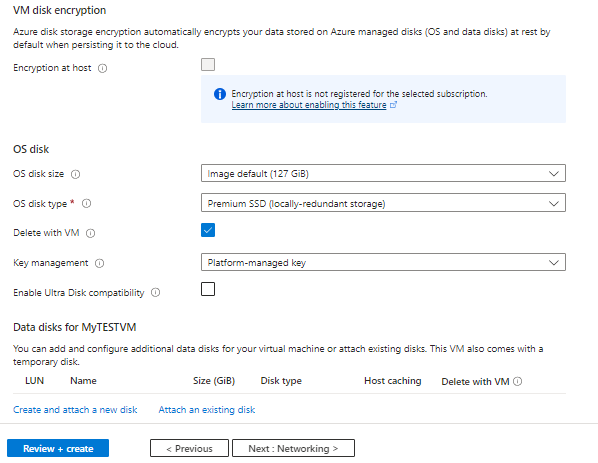 VM disk encryption
Azure disk storage encryption automatically encrypts your data stored on Azure managed disks (OS and data disks) at rest by
default when persisting it to the cloud.
Encryption at host
Encryption at host is not registered for the selected subscription.
Learn more about enabling this feature
OS disk
OS disk size
Image default (127 GiB)
OS disk type *
Premium SSD (locally-redundant storage)
Delete with VM
Key management
Platform-managed key
Enable Ultra Disk compatibility
Data disks for MyTESTVM
You can add and configure additional data disks for your virtual machine or attach existing disks. This VM also comes with a
temporary disk.
LUN Name Size (GiB) Disk type Host caching Delete with VM
Create and attach a new disk Attach an existing disk
Review + create < Previous Next : Networking >